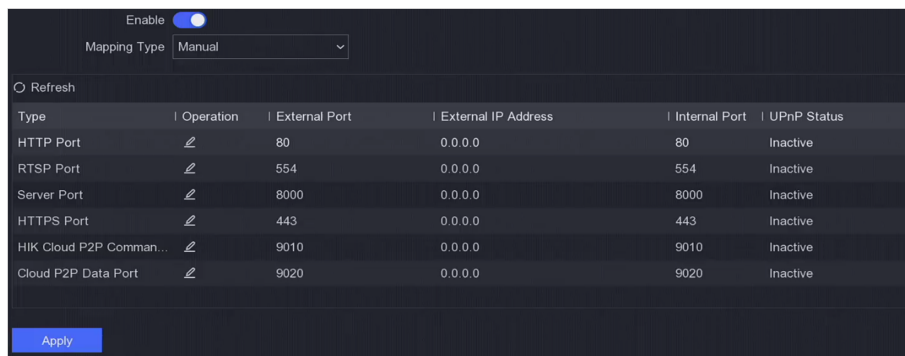 Enable
Mapping Type Manual
Refresh
Type Operation External Port External IP Address Internal Port UPnP Status
HTTP Port 80 0.0.0.0 80 Inactive
RTSP Port 554 0.0.0.0 554 Inactive
Server Port 8000 0.0.0.0 8000 Inactive
HTTPS Port 443 0.0.0.0 443 Inactive
HIK Cloud P2P Comman... 9010 0.0.0.0 9010 Inactive
Cloud P2P Data Port 9020 0.0.0.0 9020 Inactive
Apply